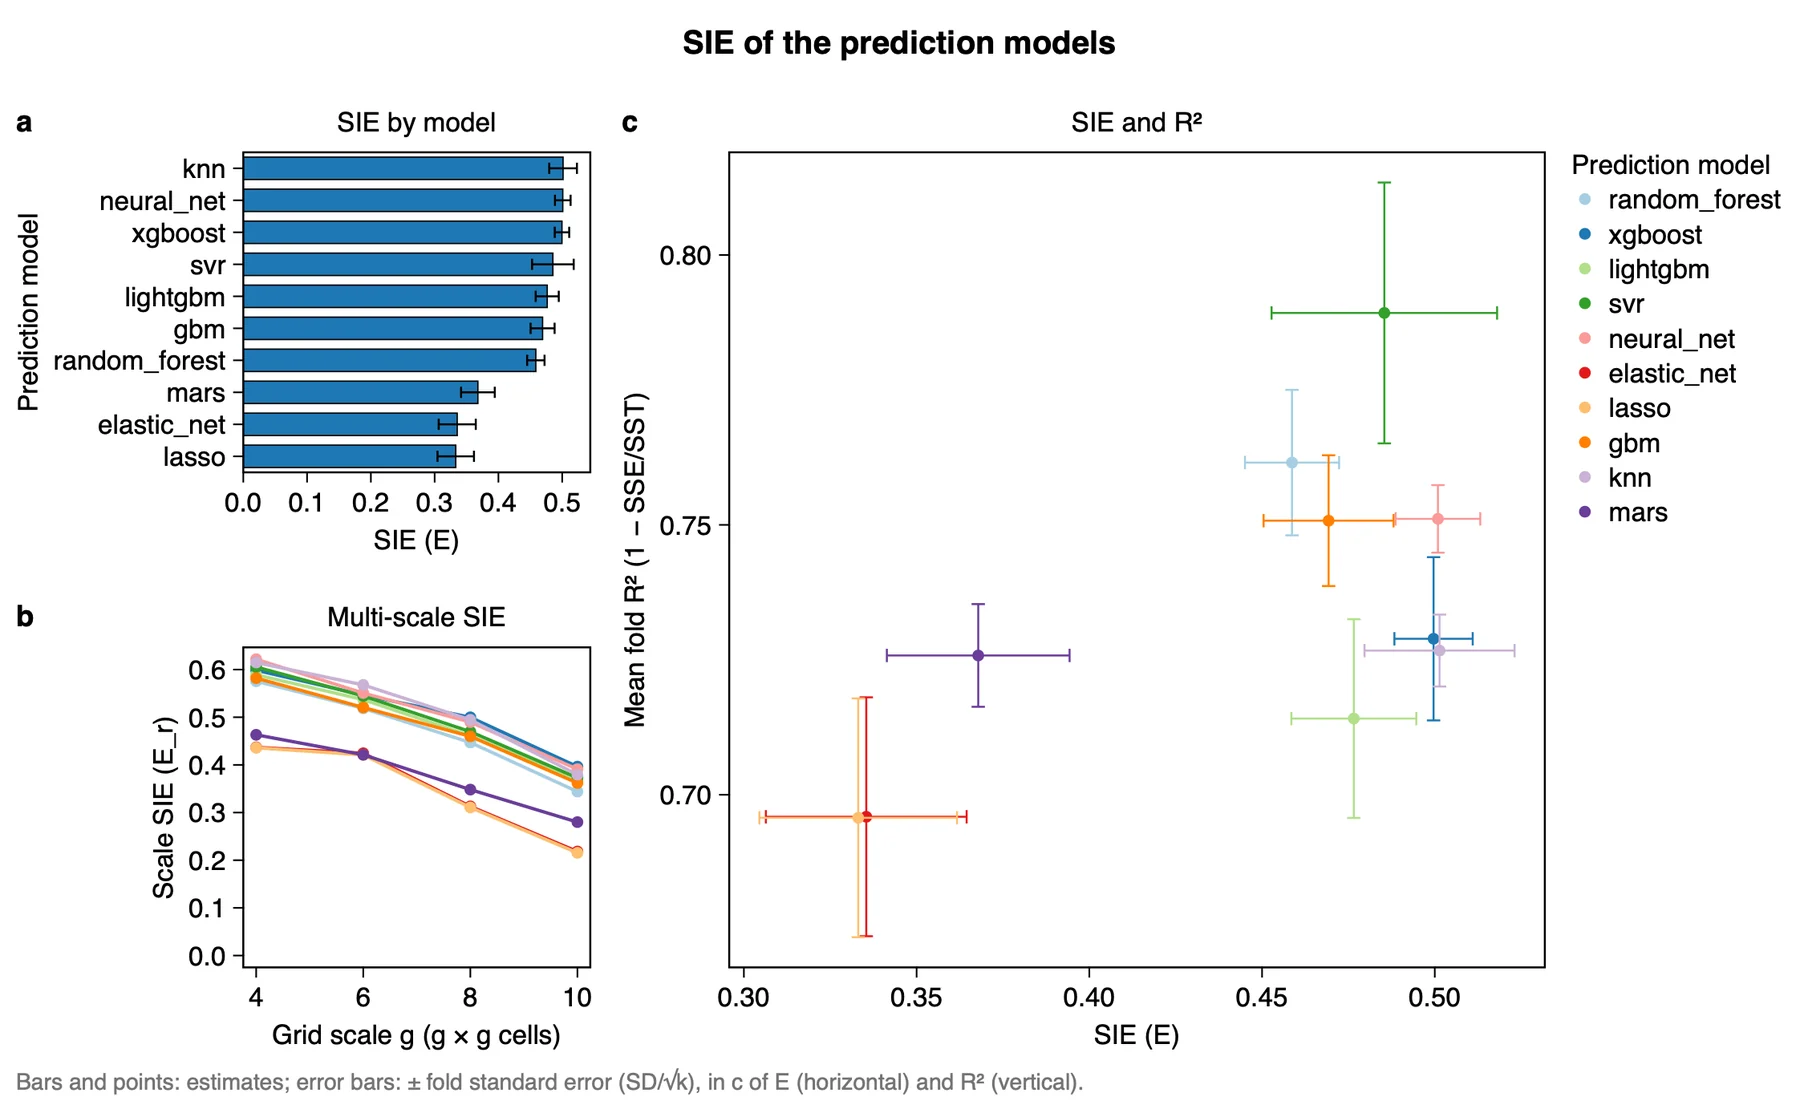 SIE of the prediction models
a
SIE by model
Prediction model
knn
neural_net
xgboost
svr
lightgbm
gbm
random_forest
mars
elastic_net
lasso
0.0 0.1 0.2 0.3 0.4 0.5
SIE (E)
b
Multi-scale SIE
Scale SIE (E_r)
0.6
0.5
0.4
0.3
0.2
0.1
0.0
4 6 8 10
Grid scale g (g × g cells)
c
SIE and R²
Mean fold R² (1 − SSE/SST)
0.80
0.75
0.70
0.30 0.35 0.40 0.45 0.50
SIE (E)
Prediction model
random_forest
xgboost
lightgbm
svr
neural_net
elastic_net
lasso
gbm
knn
mars
Bars and points: estimates; error bars: ± fold standard error (SD/√k), in c of E (horizontal) and R² (vertical).